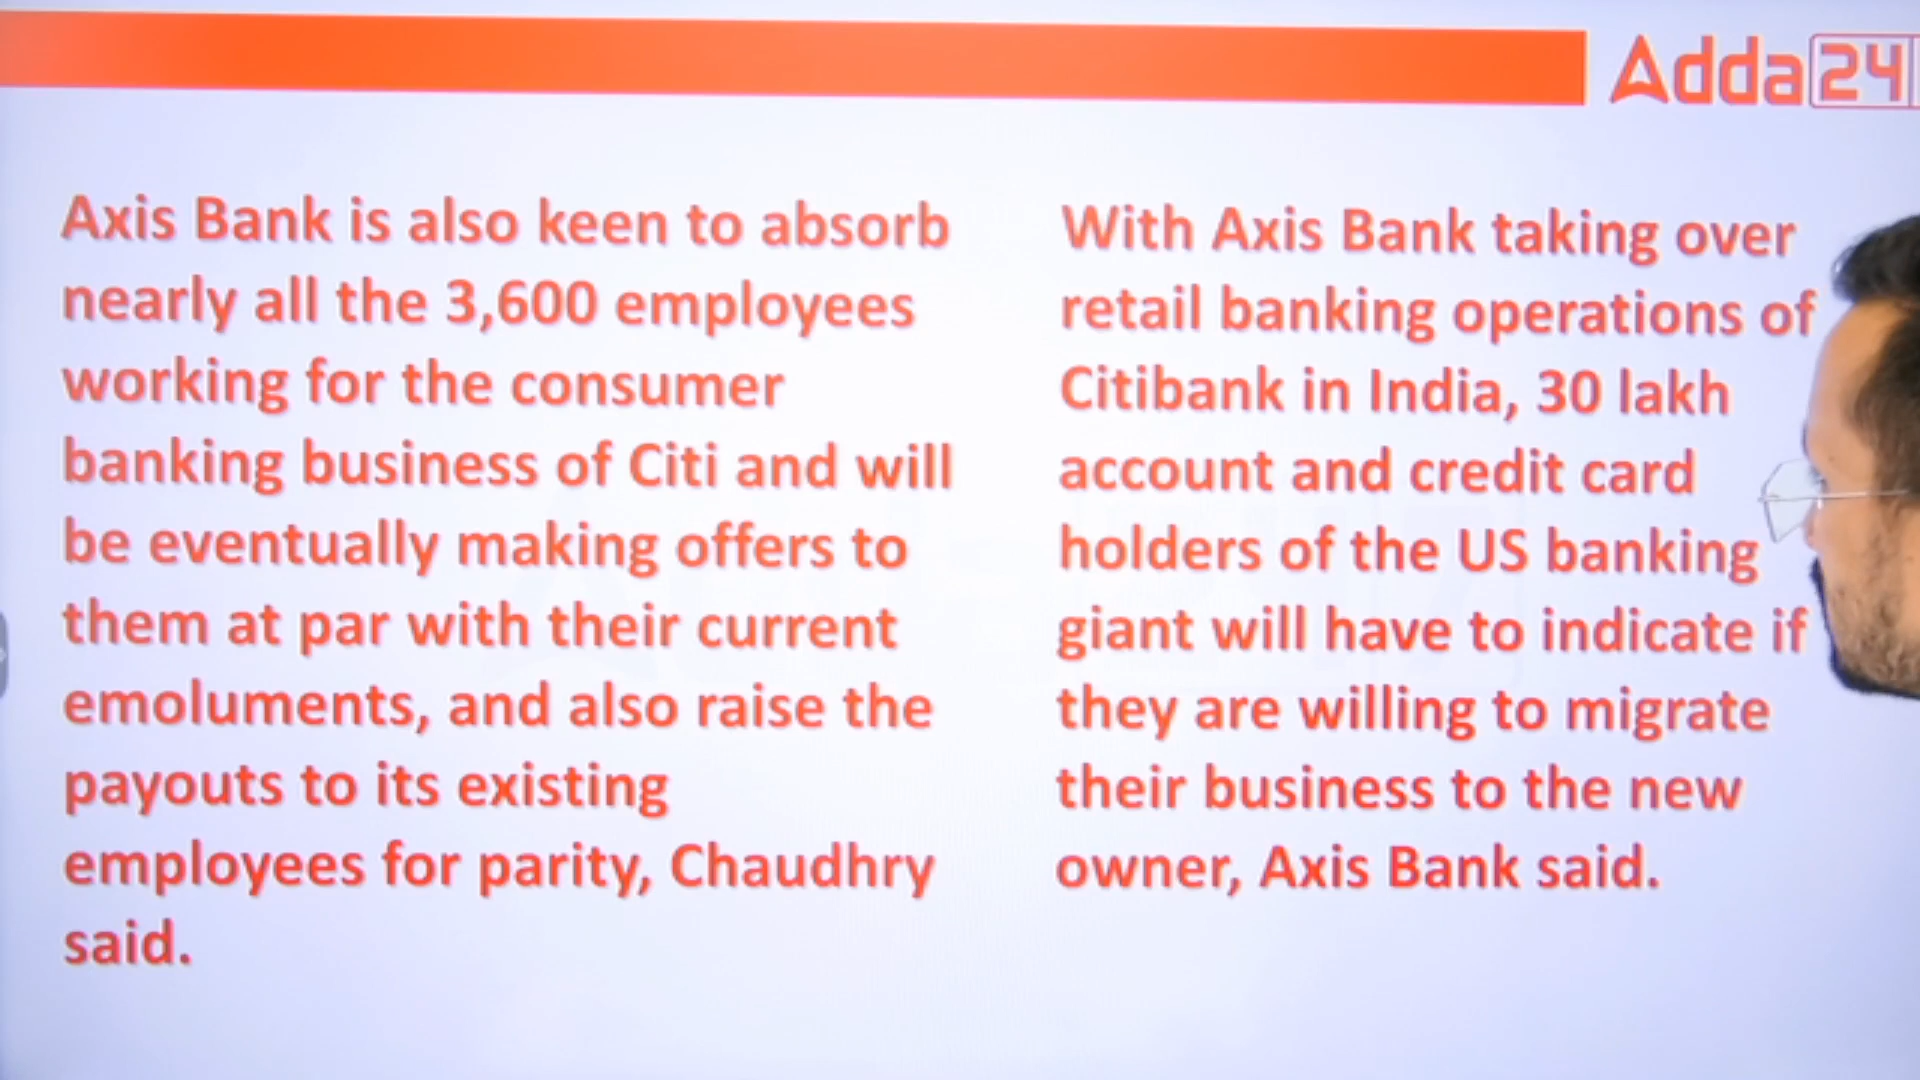 Adda24
Axis Bank is also keen to absorb
nearly all the 3,600 employees
working for the consumer
banking business of Citi and will
be eventually making offers to
them at par with their current
emoluments, and also raise the
payouts to its existing
employees for parity, Chaudhry
said.
With Axis Bank taking over
retail banking operations of
Citibank in India, 30 lakh
account and credit card
holders of the US banking
giant will have to indicate if
they are willing to migrate
their business to the new
owner, Axis Bank said.